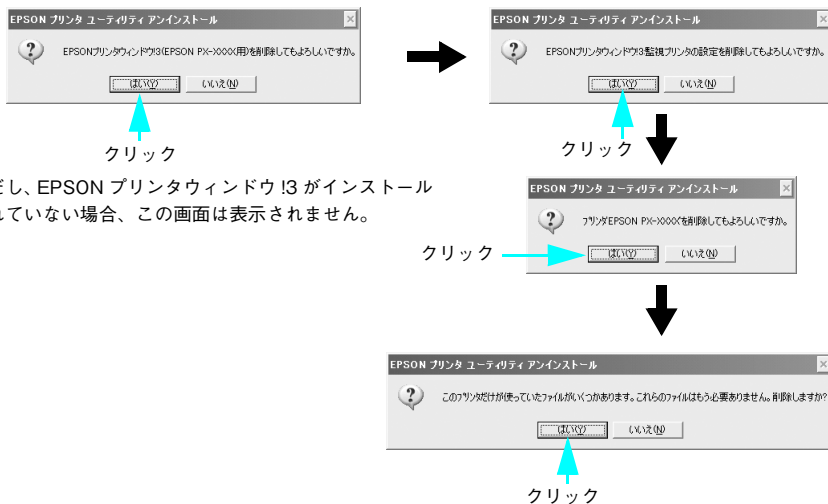 EPSON プリンタ ユーティリティ アンインストール
EPSONプリンタウィンドウ!3(EPSON PX-XXXX用)を削除してもよろしいですか。
はい(Y) いいえ(N)
クリック
EPSON プリンタ ユーティリティ アンインストール
EPSONプリンタウィンドウ!3監視プリンタの設定を削除してもよろしいですか。
はい(Y) いいえ(N)
クリック
だし、EPSON プリンタウィンドウ !3 がインストール
れていない場合、この画面は表示されません。
EPSON プリンタ ユーティリティ アンインストール
プリンタEPSON PX-XXXXを削除してもよろしいですか。
はい(Y) いいえ(N)
クリック
EPSON プリンタ ユーティリティ アンインストール
このプリンタだけが使っていたファイルがいくつかあります。これらのファイルはもう必要ありません。削除しますか?
はい(Y) いいえ(N)
クリック